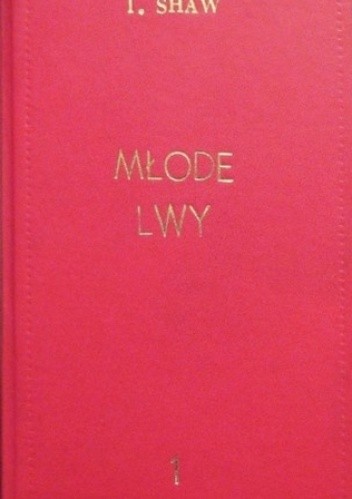 I. SHAW
MŁODE
LWY
1